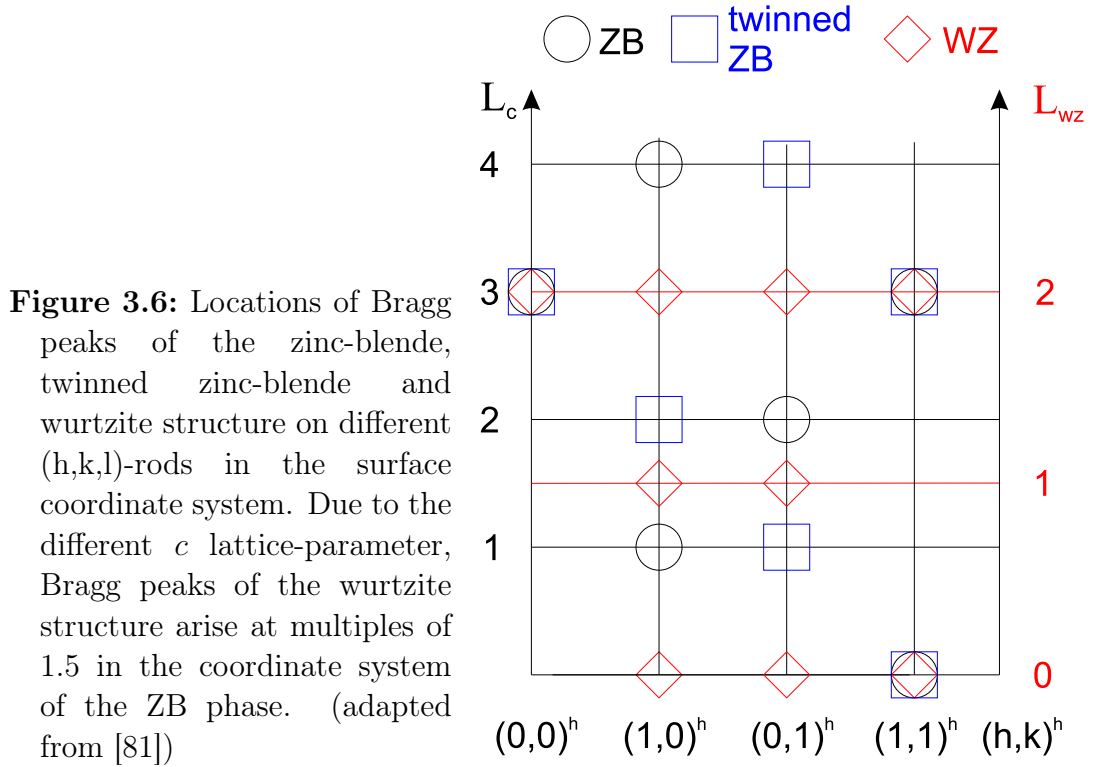 ZB
twinned
ZB
WZ
Lc
Lwz
4
3
2
2
1
1
0
(0,0)h
(1,0)h
(0,1)h
(1,1)h
(h,k)h
Figure 3.6: Locations of Bragg
peaks of the zinc-blende,
twinned zinc-blende and
wurtzite structure on different
(h,k,l)-rods in the surface
coordinate system. Due to the
different c lattice-parameter,
Bragg peaks of the wurtzite
structure arise at multiples of
1.5 in the coordinate system
of the ZB phase. (adapted
from [81])